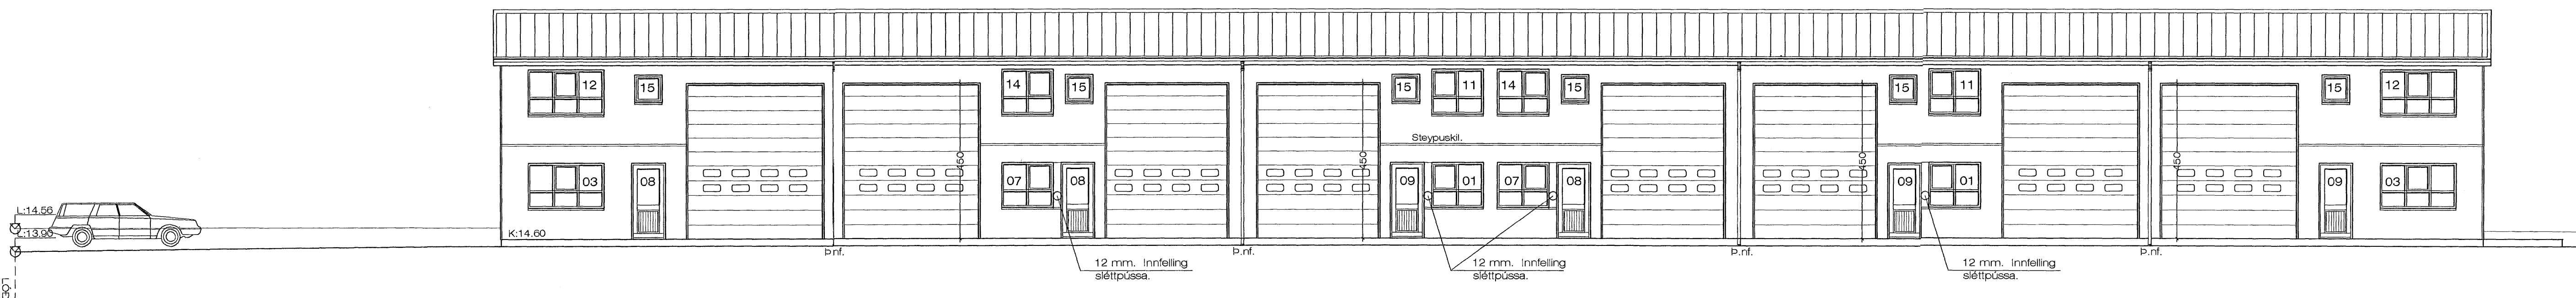 12
15
14
15
15
11
14
15
15
11
15
12
Steypuskil.
450
450
450
450
03
08
07
08
09
01
07
08
09
01
09
03
L:14.56
L:13.90
K:14.60
Þ.nf.
Þ.nf.
Þ.nf.
Þ.nf.
12 mm. Innfelling
sléttpússa.
12 mm. Innfelling
sléttpússa.
12 mm. Innfelling
sléttpússa.